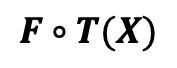 F ∘ T(X)